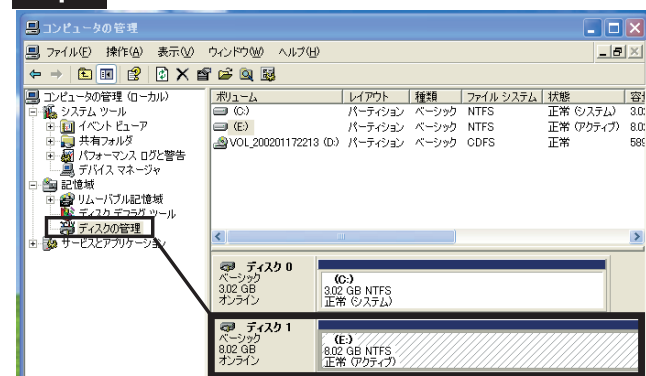 コンピュータの管理
ファイル(F) 操作(A) 表示(V) ウィンドウ(W) ヘルプ(H)
コンピュータの管理 (ローカル)
システム ツール
イベント ビューア
共有フォルダ
パフォーマンス ログと警告
デバイス マネージャ
記憶域
リムーバブル記憶域
ディスク デフラグ ツール
ディスクの管理
サービスとアプリケーション
ボリューム レイアウト 種類 ファイル システム 状態
(C:) パーティション ベーシック NTFS 正常 (システム) 3.0
(E:) パーティション ベーシック NTFS 正常 (アクティブ) 8.0
VOL_200201172213 (D:) パーティション ベーシック CDFS 正常 589
ディスク 0
ベーシック
3.02 GB
オンライン
(C:)
3.02 GB NTFS
正常 (システム)
ディスク 1
ベーシック
8.02 GB
オンライン
(E:)
8.02 GB NTFS
正常 (アクティブ)